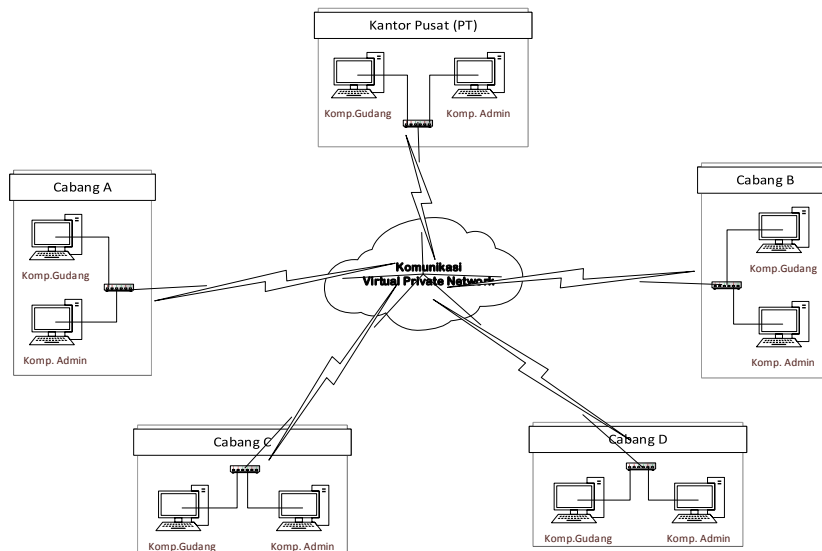 Kantor Pusat (PT)
Komp.Gudang
Komp. Admin
Cabang A
Komp.Gudang
Komp. Admin
Cabang B
Komp.Gudang
Komp. Admin
Komunikasi
Virtual Private Network
Cabang C
Komp.Gudang
Komp. Admin
Cabang D
Komp.Gudang
Komp. Admin